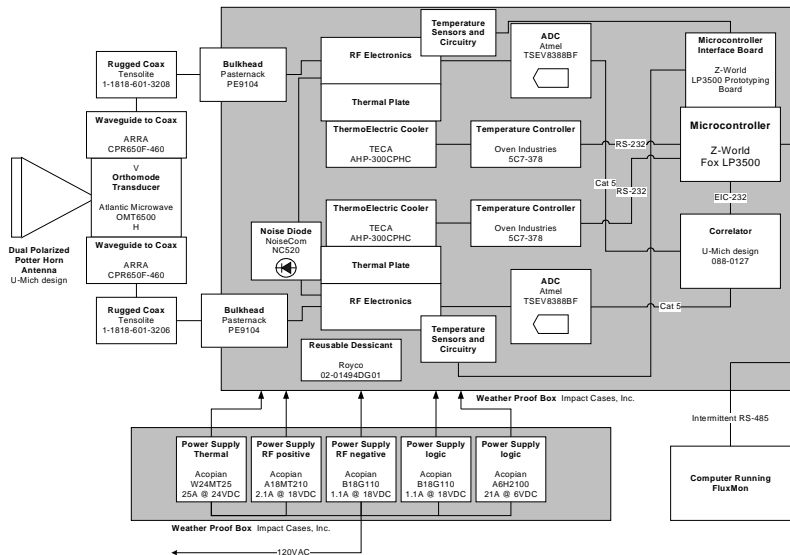 Temperature
Sensors and
Circuitry
RF Electronics
Thermal Plate
ThermoElectric Cooler
TECA
AHP-300CPHC
Temperature Controller
Oven Industries
5C7-378
ADC
Atmel
TSEV8388BF
Microcontroller
Interface Board
Z-World
LP3500 Prototyping
Board
Microcontroller
Z-World
Fox LP3500
RS-232
Cat 5
RS-232
EIC-232
Rugged Coax
Tensolite
1-1818-601-3208
Bulkhead
Pasternack
PE9104
Waveguide to Coax
ARRA
CPR650F-460
V
Orthomode
Transducer
Atlantic Microwave
OMT6500
H
Waveguide to Coax
ARRA
CPR650F-460
Dual Polarized
Potter Horn
Antenna
U-Mich design
Rugged Coax
Tensolite
1-1818-601-3206
Bulkhead
Pasternack
PE9104
Noise Diode
NoiseCom
NC520
ThermoElectric Cooler
TECA
AHP-300CPHC
Thermal Plate
RF Electronics
Temperature Controller
Oven Industries
5C7-378
ADC
Atmel
TSEV8388BF
Correlator
U-Mich design
088-0127
Cat 5
Temperature
Sensors and
Circuitry
Reusable Dessicant
Royco
02-01494DG01
Weather Proof Box Impact Cases, Inc.
Intermittent RS-485
Computer Running
FluxMon
Power Supply
Thermal
Acopian
W24MT25
25A @ 24VDC
Power Supply
RF positive
Acopian
A18MT210
2.1A @ 18VDC
Power Supply
RF negative
Acopian
B18G110
1.1A @ 18VDC
Power Supply
logic
Acopian
B18G110
1.1A @ 18VDC
Power Supply
logic
Acopian
A6H2100
21A @ 6VDC
Weather Proof Box Impact Cases, Inc.
120VAC